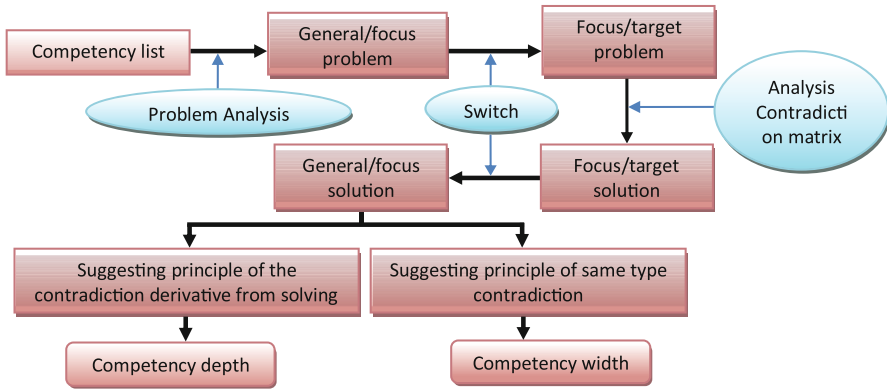 Competency list
General/focus
problem
Focus/target
problem
Problem Analysis
Switch
Analysis
Contradicti
on matrix
General/focus
solution
Focus/target
solution
Suggesting principle of the
contradiction derivative from solving
Suggesting principle of same type
contradiction
Competency depth
Competency width